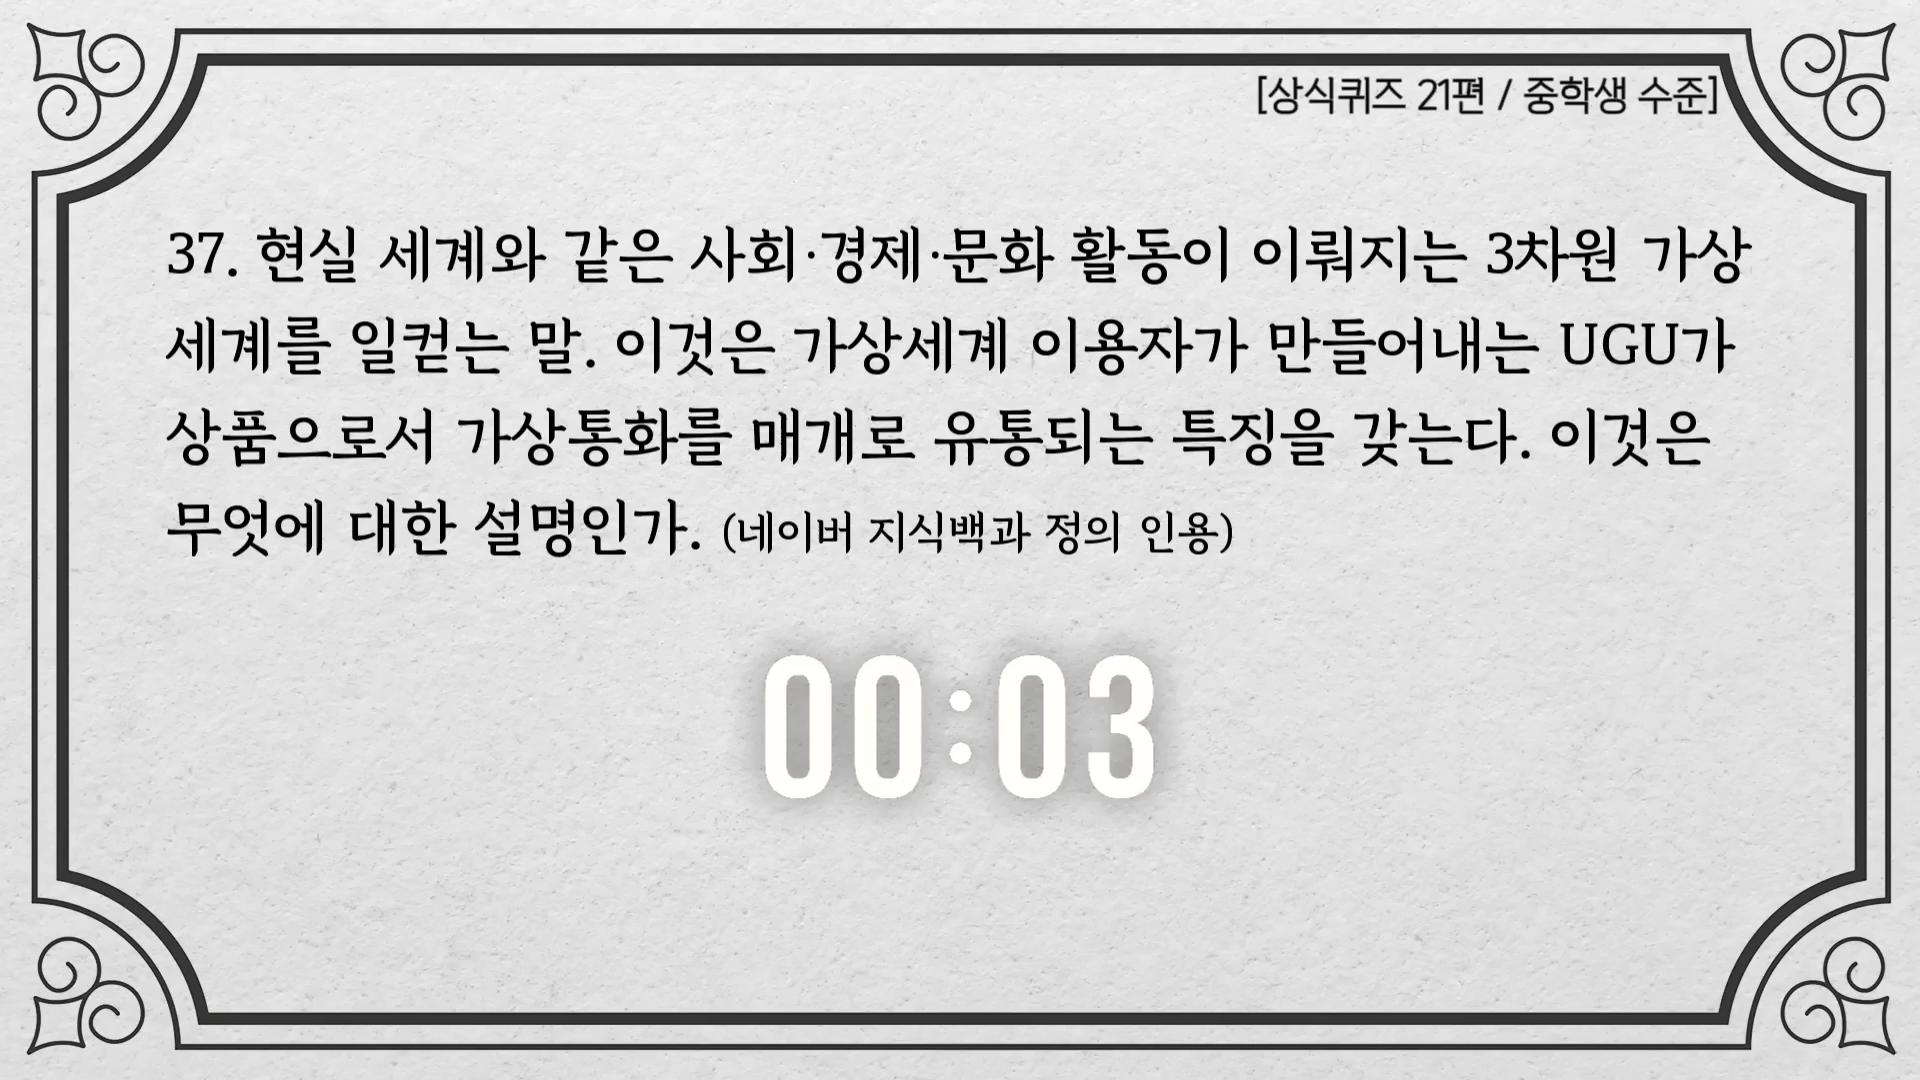 [상식퀴즈 21편 / 중학생 수준]
37. 현실 세계와 같은 사회·경제·문화 활동이 이뤄지는 3차원 가상
세계를 일컫는 말. 이것은 가상세계 이용자가 만들어내는 UGU가
상품으로서 가상통화를 매개로 유통되는 특징을 갖는다. 이것은
무엇에 대한 설명인가. (네이버 지식백과 정의 인용)
00:03